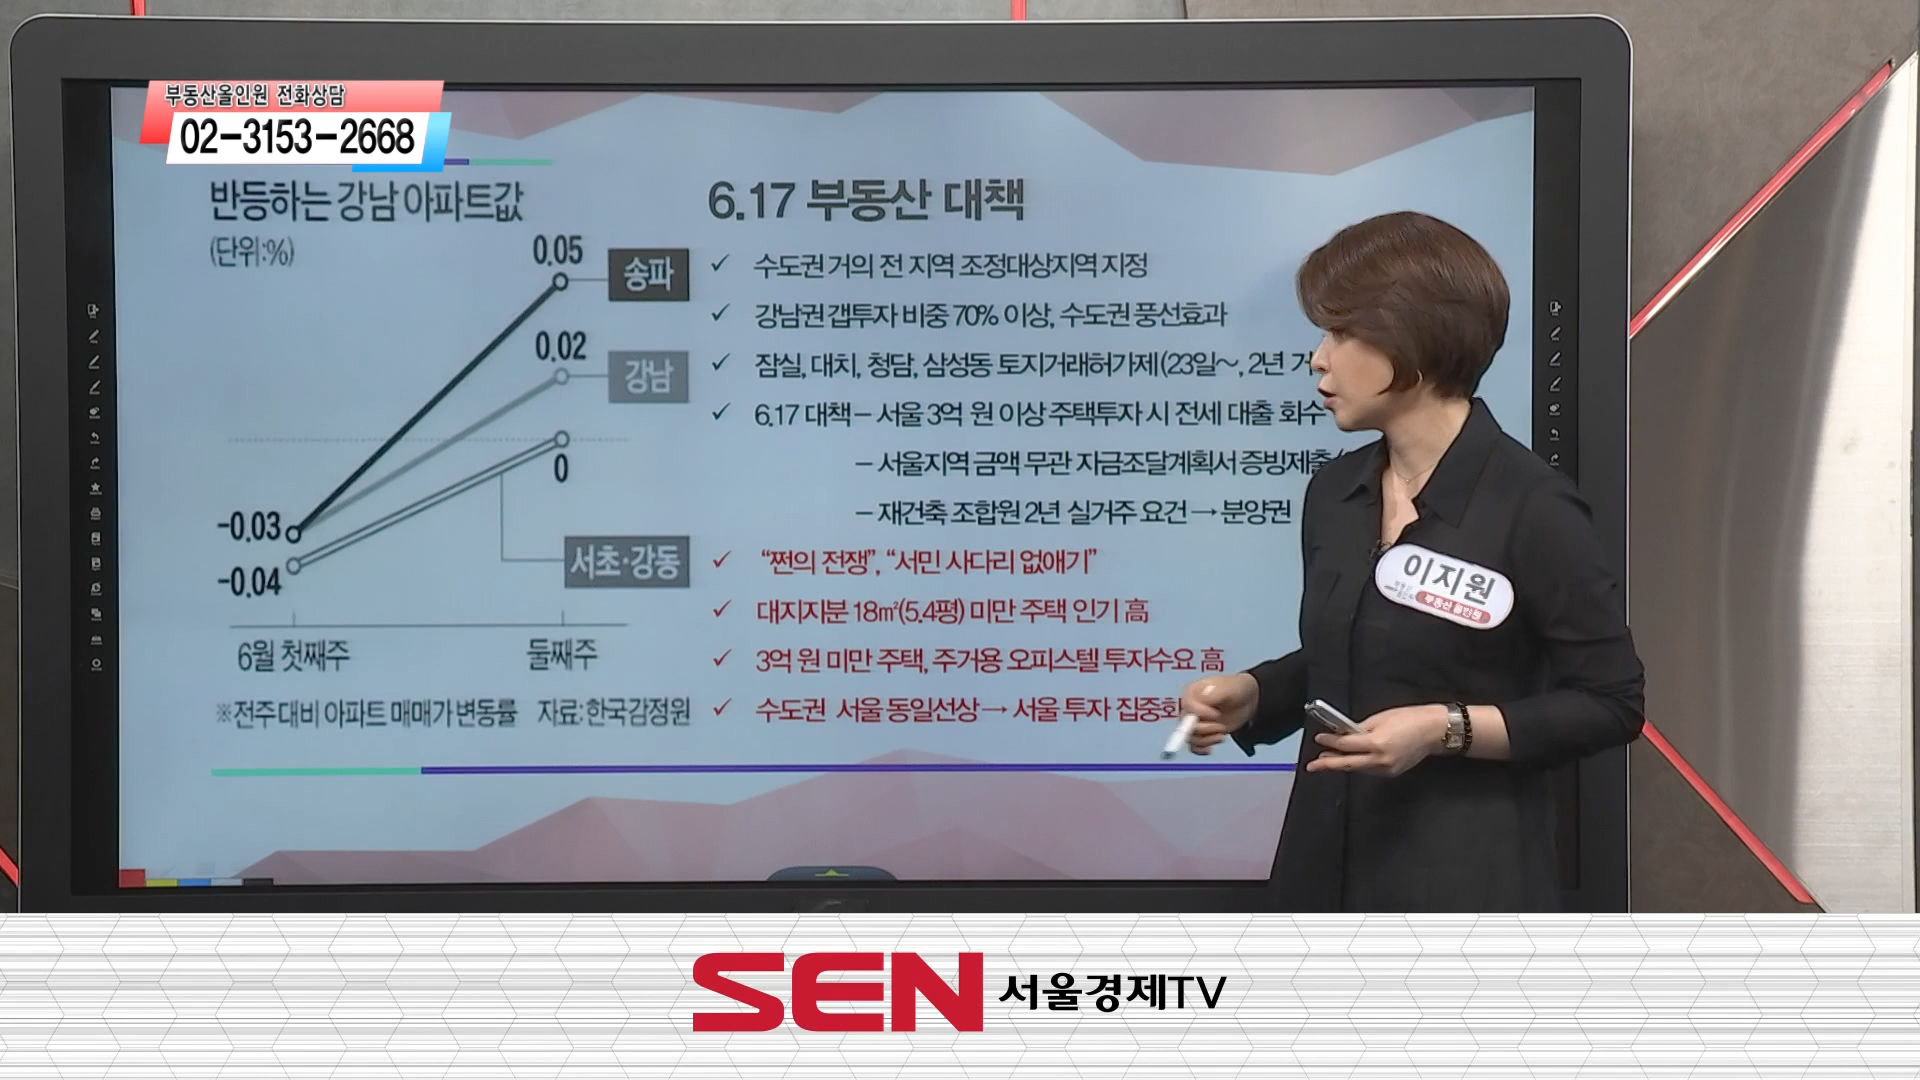 부동산올인원 전화상담
02-3153-2668
반등하는 강남 아파트값
(단위:%)
0.05
송파
0.02
강남
0
-0.03
-0.04
서초·강동
6월 첫째주
둘째주
※전주 대비 아파트 매매가 변동률 자료:한국감정원
6.17 부동산 대책
✓ 수도권 거의 전 지역 조정대상지역 지정
✓ 강남권 갭투자 비중 70% 이상, 수도권 풍선효과
✓ 잠실, 대치, 청담, 삼성동 토지거래허가제(23일~, 2년
✓ 6.17 대책 – 서울 3억 원 이상 주택투자 시 전세 대출 회수
– 서울지역 금액 무관 자금조달계획서 증빙제출
– 재건축 조합원 2년 실거주 요건 → 분양권
✓ “쩐의 전쟁”, “서민 사다리 없애기”
✓ 대지지분 18㎡(5.4평) 미만 주택 인기 高
✓ 3억 원 미만 주택, 주거용 오피스텔 투자수요 高
✓ 수도권 서울 동일선상 → 서울 투자 집중화
이지원
부동산 올인원
SEN 서울경제TV